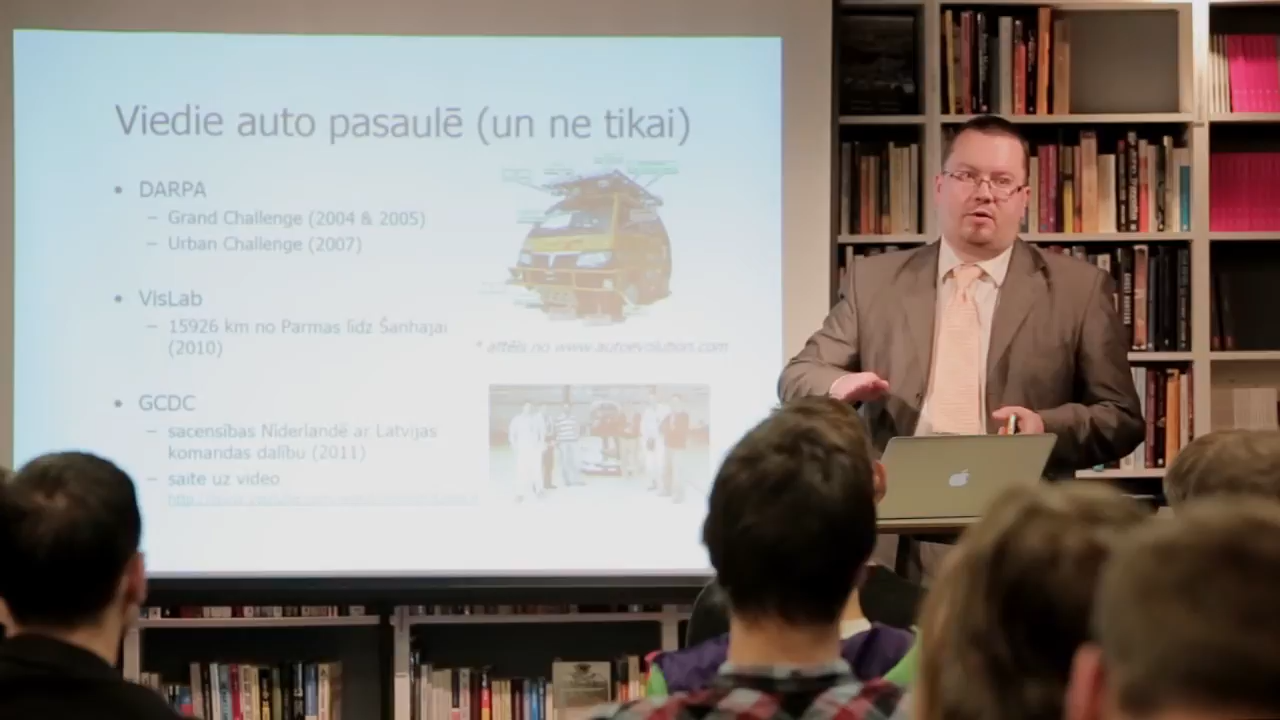 Viedie auto pasaulē (un ne tikai)
• DARPA
– Grand Challenge (2004 & 2005)
– Urban Challenge (2007)
• VisLab
– 15926 km no Parmas līdz Šanhajai
(2010)
* attēls no www.autoevolution.com
• GCDC
– sacensības Nīderlandē ar Latvijas
komandas dalību (2011)
– saite uz video